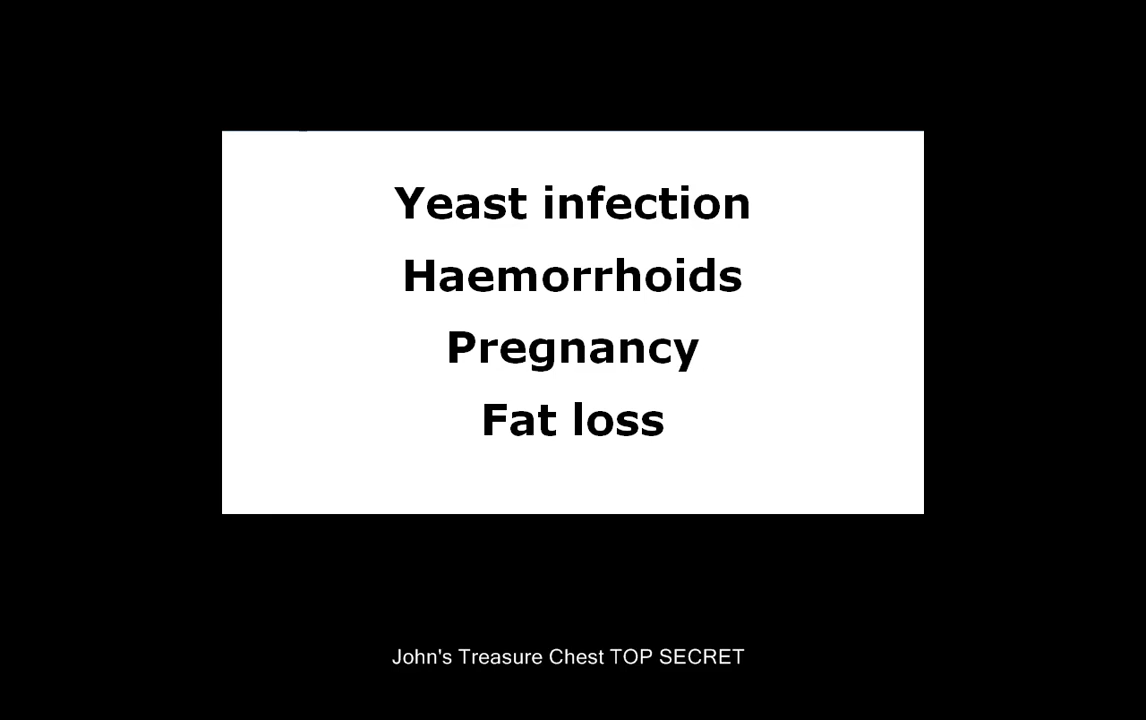 Yeast infection
Haemorrhoids
Pregnancy
Fat loss
John's Treasure Chest TOP SECRET